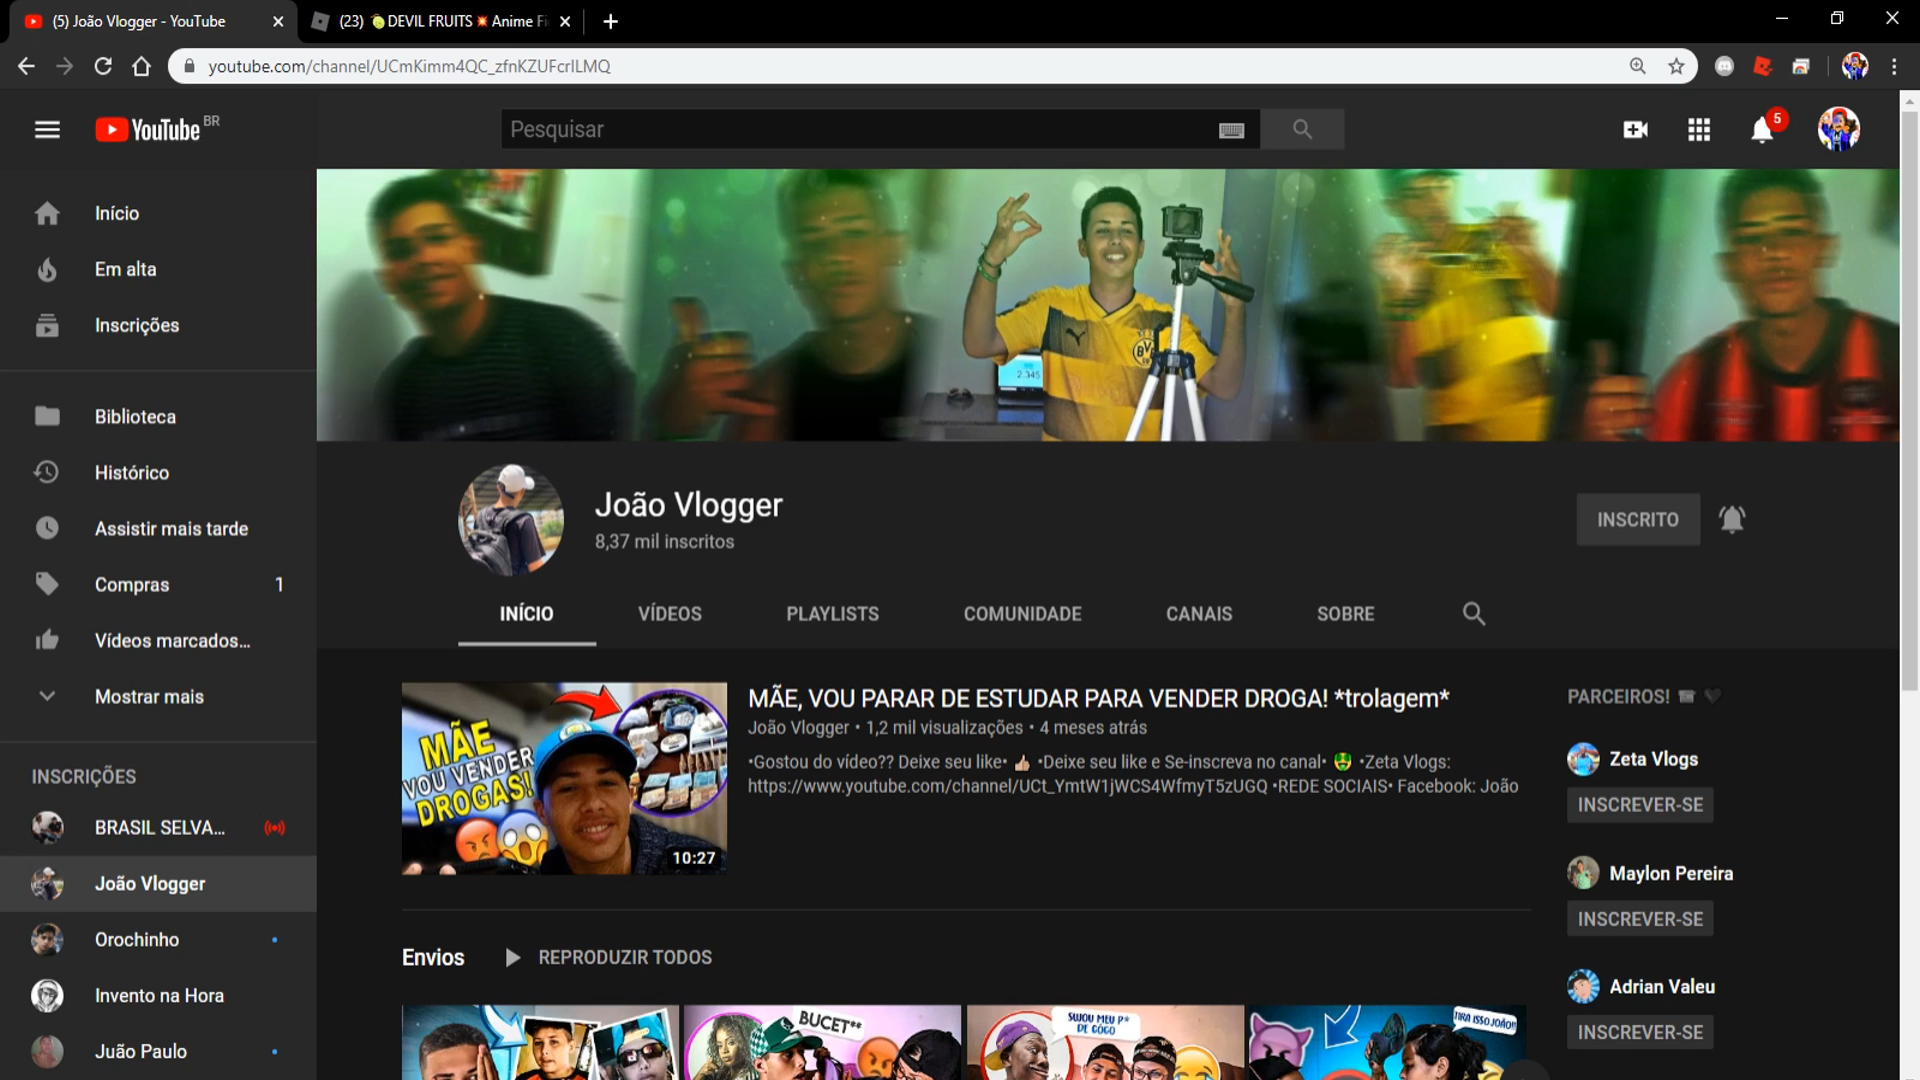 (5) João Vlogger - YouTube
(23) DEVIL FRUITS Anime Fi
youtube.com/channel/UCmKimm4QC_zfnKZUFcrILMQ
YouTube BR
Pesquisar
5
Início
Em alta
Inscrições
Biblioteca
Histórico
Assistir mais tarde
Compras 1
Vídeos marcados...
Mostrar mais
INSCRIÇÕES
BRASIL SELVA...
João Vlogger
Orochinho
Invento na Hora
Juão Paulo
2.345
BVB
João Vlogger
8,37 mil inscritos
INSCRITO
INÍCIO VÍDEOS PLAYLISTS COMUNIDADE CANAIS SOBRE
MÃE
VOU VENDER
DROGAS!
10:27
MÃE, VOU PARAR DE ESTUDAR PARA VENDER DROGA! *trolagem*
João Vlogger • 1,2 mil visualizações • 4 meses atrás
•Gostou do vídeo?? Deixe seu like• 👍🏼 •Deixe seu like e Se-inscreva no canal• 🤑 •Zeta Vlogs:
https://www.youtube.com/channel/UCt_YmtW1jWCS4WfmyT5zUGQ •REDE SOCIAIS• Facebook: João
Envios REPRODUZIR TODOS
BUCET**
SUJOU MEU P*
DE GOGO
TIRA ISSO JOÃO!!
PARCEIROS!
Zeta Vlogs
INSCREVER-SE
Maylon Pereira
INSCREVER-SE
Adrian Valeu
INSCREVER-SE